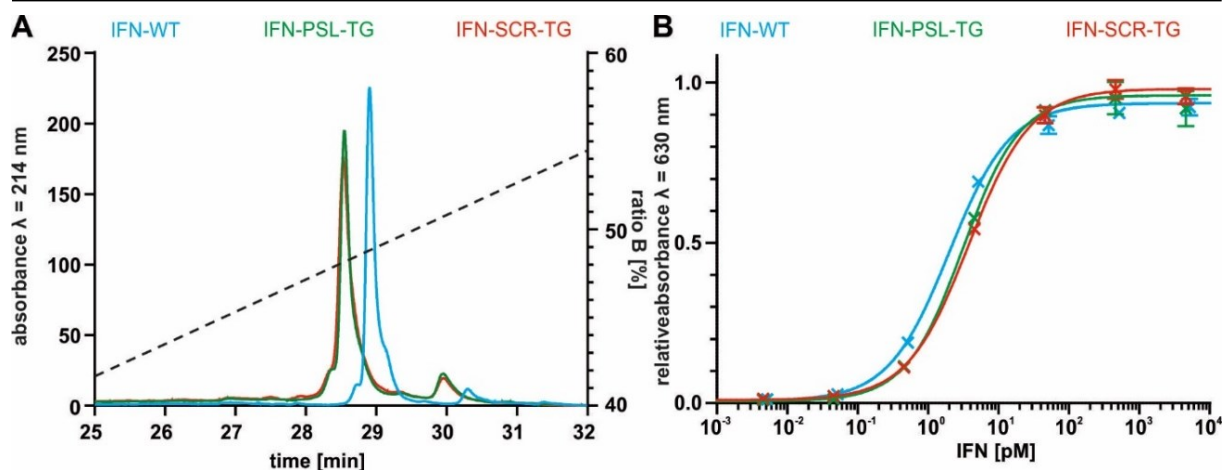 A
IFN-WT IFN-PSL-TG IFN-SCR-TG
250
200
150
100
50
0
absorbance λ = 214 nm
60
50
40
ratio B [%]
25 26 27 28 29 30 31 32
time [min]
B
IFN-WT IFN-PSL-TG IFN-SCR-TG
1.0
0.5
0.0
relativeabsorbance λ = 630 nm
10⁻³ 10⁻² 10⁻¹ 10⁰ 10¹ 10² 10³ 10⁴
IFN [pM]